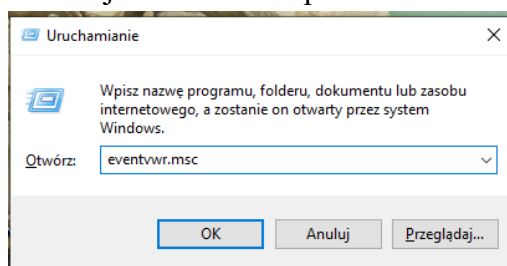 Uruchamianie
Wpisz nazwę programu, folderu, dokumentu lub zasobu
internetowego, a zostanie on otwarty przez system
Windows.
Otwórz: eventvwr.msc
OK Anuluj Przeglądaj...